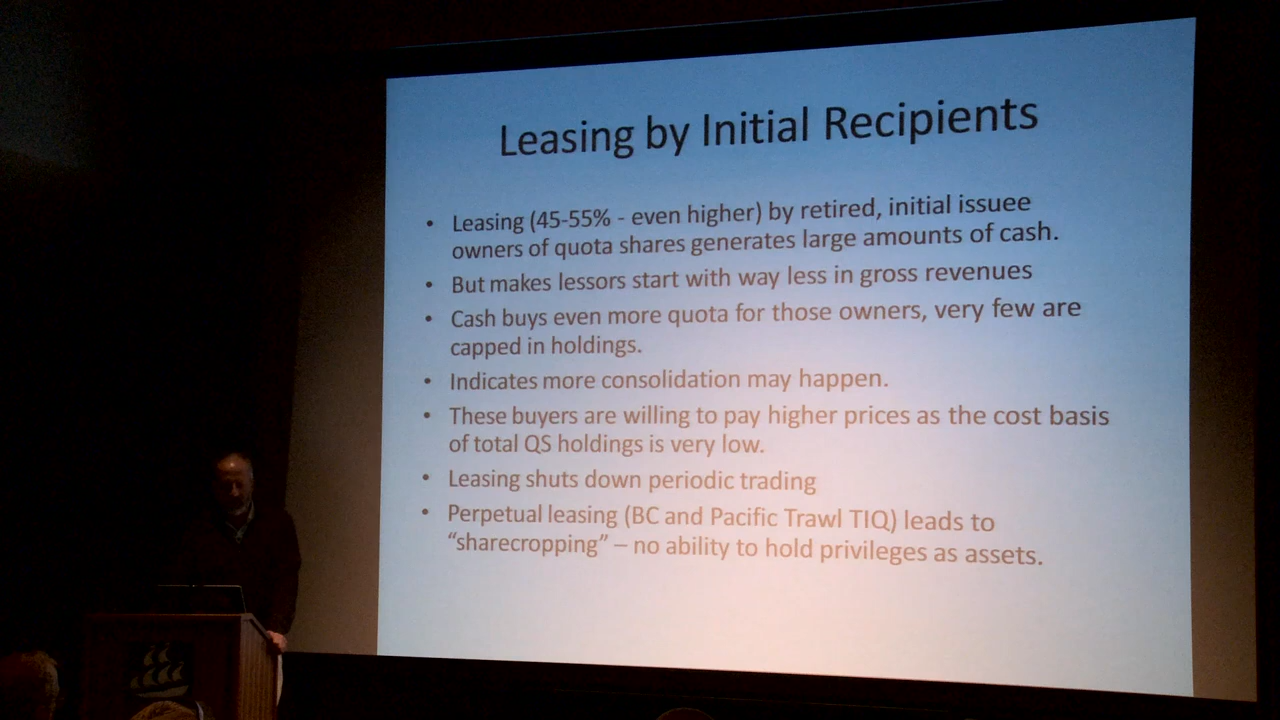 Leasing by Initial Recipients
• Leasing (45-55% - even higher) by retired, initial issuee
owners of quota shares generates large amounts of cash.
• But makes lessors start with way less in gross revenues
• Cash buys even more quota for those owners, very few are
capped in holdings.
• Indicates more consolidation may happen.
• These buyers are willing to pay higher prices as the cost basis
of total QS holdings is very low.
• Leasing shuts down periodic trading
• Perpetual leasing (BC and Pacific Trawl TIQ) leads to
“sharecropping” – no ability to hold privileges as assets.